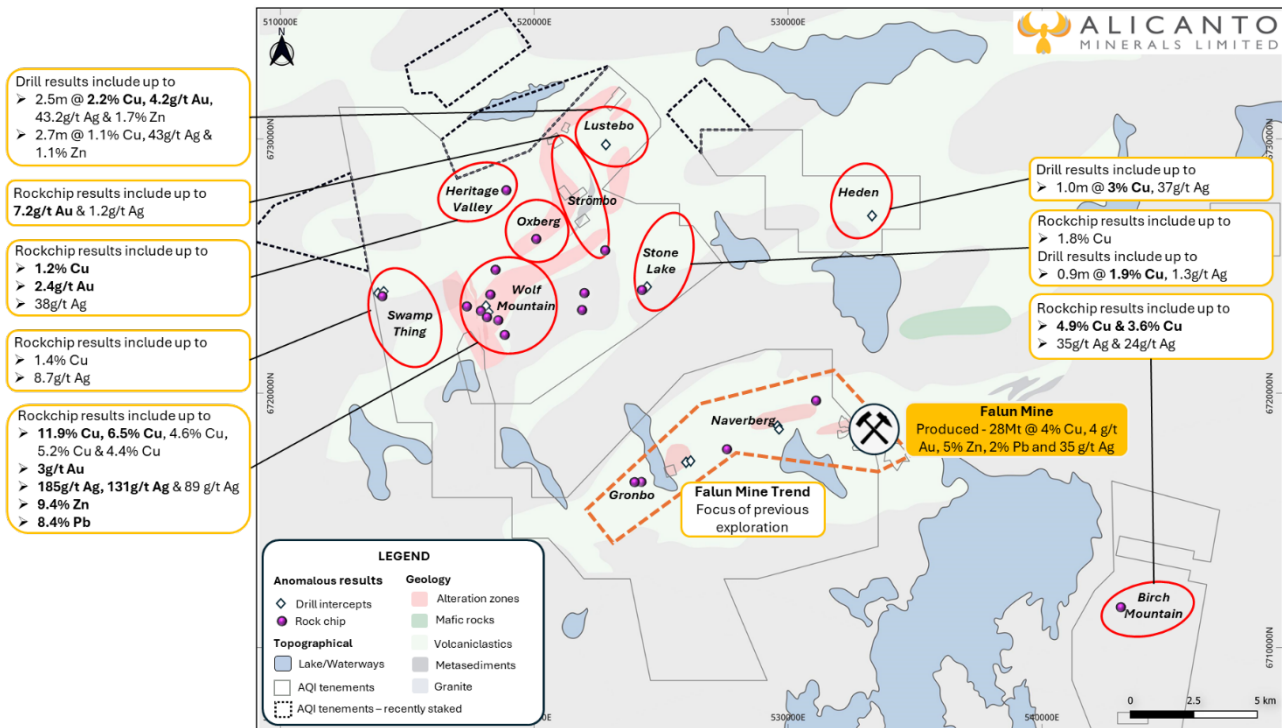 510000E
520000E
530000E
N
ALICANTO
MINERALS LIMITED
Drill results include up to
➢ 2.5m @ 2.2% Cu, 4.2g/t Au,
43.2g/t Ag & 1.7% Zn
➢ 2.7m @ 1.1% Cu, 43g/t Ag &
1.1% Zn
Rockchip results include up to
7.2g/t Au & 1.2g/t Ag
Rockchip results include up to
➢ 1.2% Cu
➢ 2.4g/t Au
➢ 38g/t Ag
Rockchip results include up to
➢ 1.4% Cu
➢ 8.7g/t Ag
Rockchip results include up to
➢ 11.9% Cu, 6.5% Cu, 4.6% Cu,
5.2% Cu & 4.4% Cu
➢ 3g/t Au
➢ 185g/t Ag, 131g/t Ag & 89 g/t Ag
➢ 9.4% Zn
➢ 8.4% Pb
6730000N
6720000N
Lustebo
Heritage
Valley
Strömbo
Oxberg
Stone
Lake
Wolf
Mountain
Swamp
Thing
Heden
6730000N
6720000N
6710000N
Drill results include up to
➢ 1.0m @ 3% Cu, 37g/t Ag
Rockchip results include up to
➢ 1.8% Cu
Drill results include up to
➢ 0.9m @ 1.9% Cu, 1.3g/t Ag
Rockchip results include up to
➢ 4.9% Cu & 3.6% Cu
➢ 35g/t Ag & 24g/t Ag
Naverberg
Gronbo
Falun Mine
Produced - 28Mt @ 4% Cu, 4 g/t
Au, 5% Zn, 2% Pb and 35 g/t Ag
Falun Mine Trend
Focus of previous
exploration
Birch
Mountain
LEGEND
Anomalous results
Drill intercepts
Rock chip
Topographical
Lake/Waterways
AQI tenements
AQI tenements – recently staked
Geology
Alteration zones
Mafic rocks
Volcaniclastics
Metasediments
Granite
0 2.5 5 km
520000E
530000E
540000E